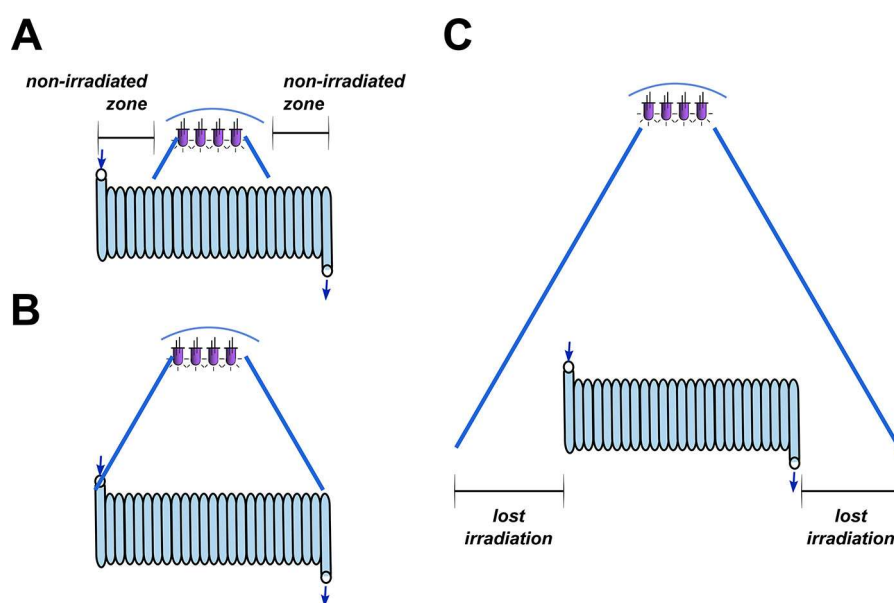 A
non-irradiated
zone
non-irradiated
zone
B
C
lost
irradiation
lost
irradiation